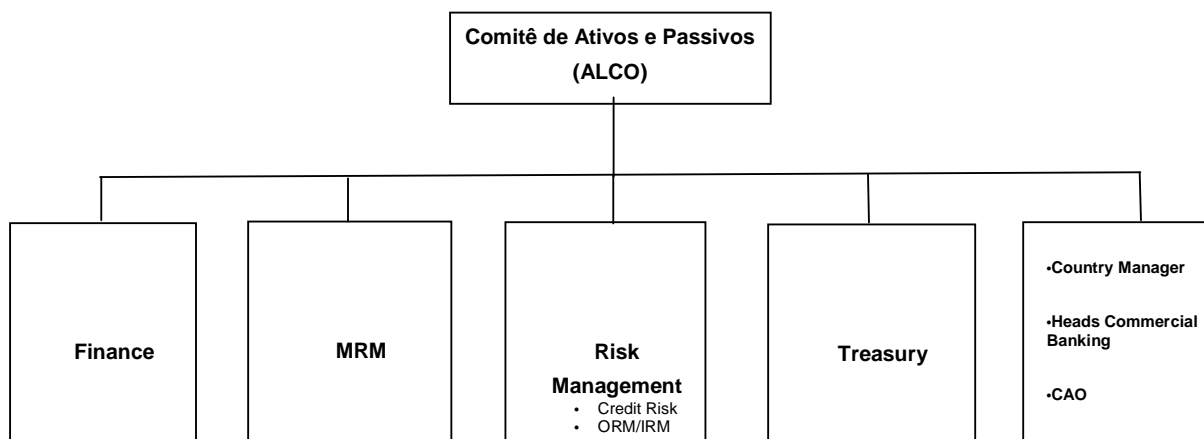 Comitê de Ativos e Passivos
(ALCO)
Finance
MRM
Risk
Management
• Credit Risk
• ORM/IRM
Treasury
•Country Manager
•Heads Commercial
Banking
•CAO